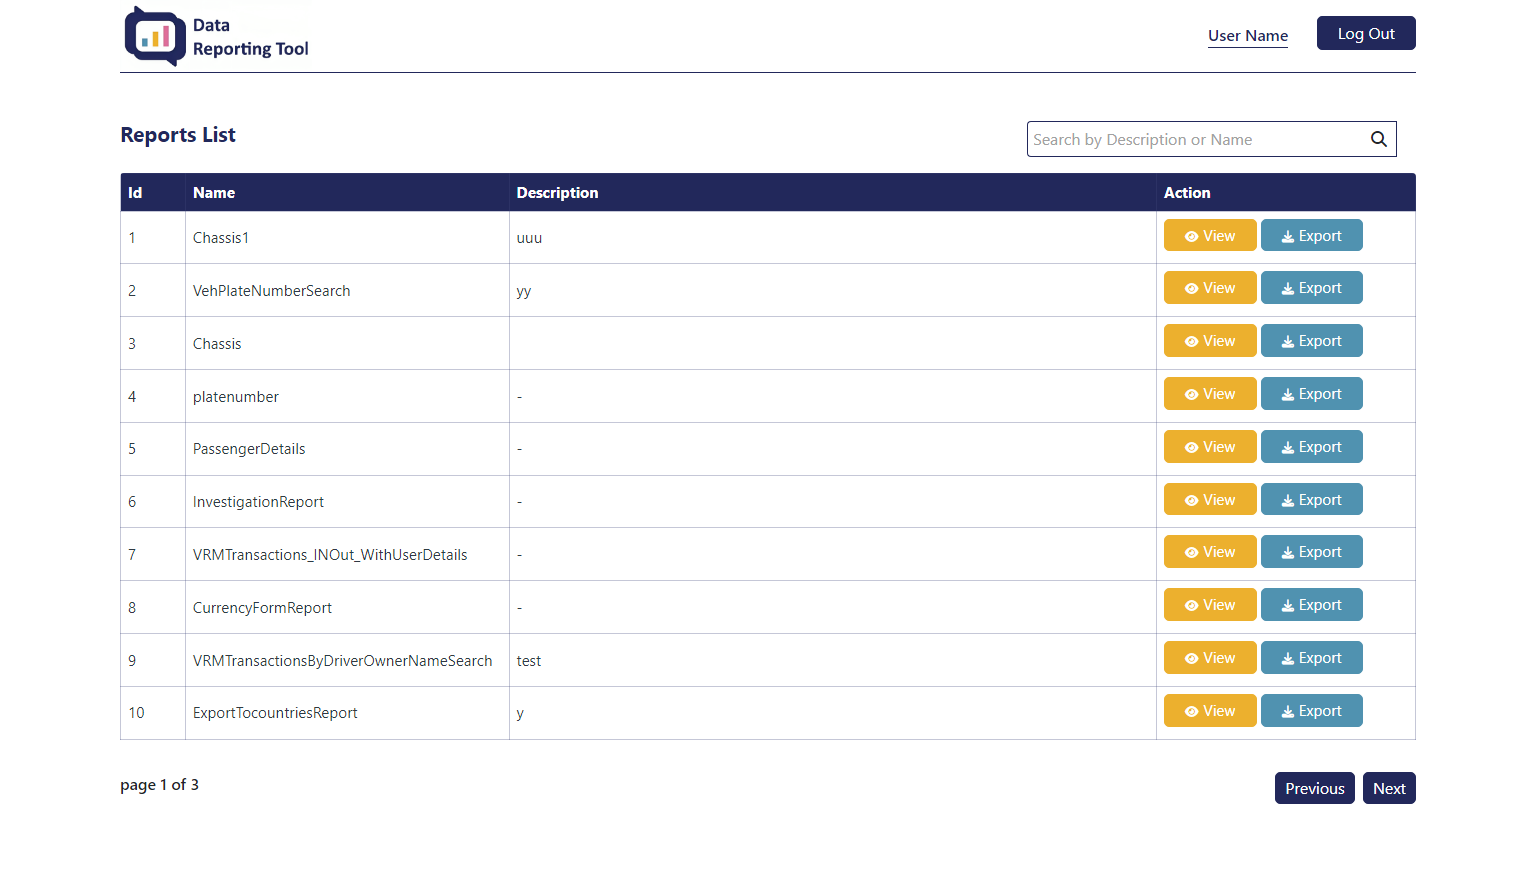 Data
Reporting Tool
User Name
Log Out
Reports List
Search by Description or Name
Id Name Description Action
1 Chassis1 uuu View Export
2 VehPlateNumberSearch yy View Export
3 Chassis View Export
4 platenumber - View Export
5 PassengerDetails - View Export
6 InvestigationReport - View Export
7 VRMTransactions_INOut_WithUserDetails - View Export
8 CurrencyFormReport - View Export
9 VRMTransactionsByDriverOwnerNameSearch test View Export
10 ExportTocountriesReport y View Export
page 1 of 3
Previous Next